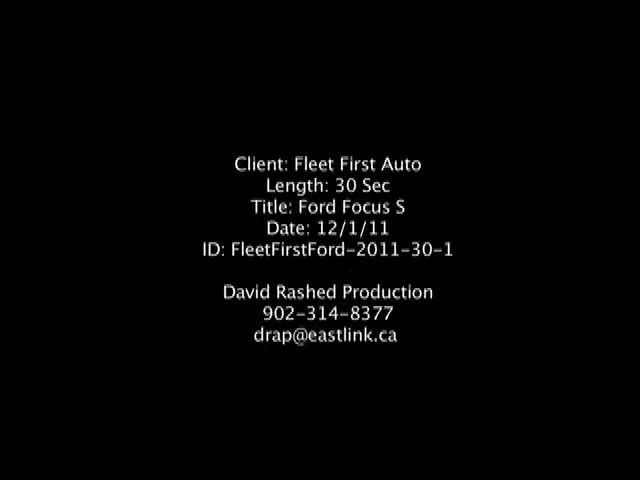 Client: Fleet First Auto
Length: 30 Sec
Title: Ford Focus S
Date: 12/1/11
ID: FleetFirstFord-2011-30-1
David Rashed Production
902-314-8377
drap@eastlink.ca